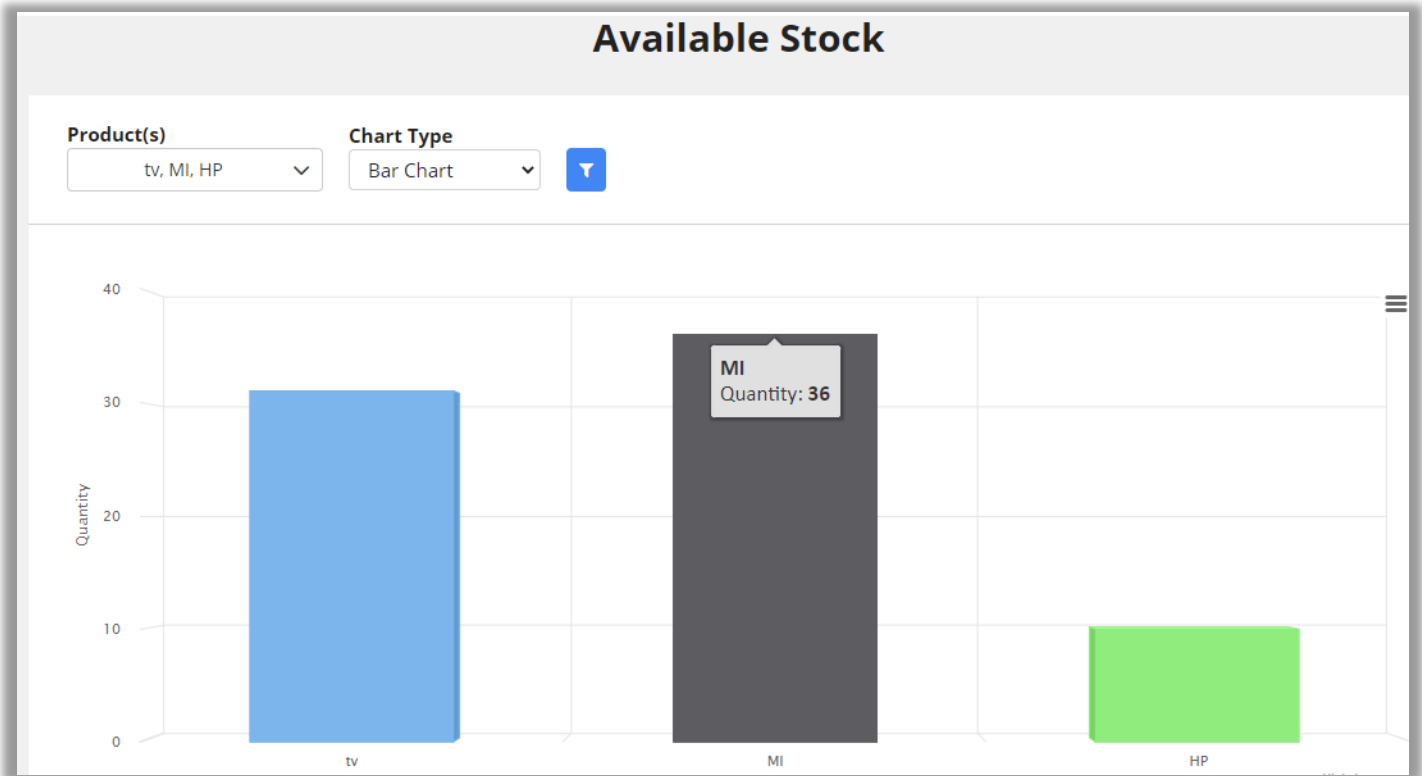 Available Stock
Product(s)
Chart Type
tv, MI, HP
Bar Chart
40
30
20
10
0
Quantity
MI
Quantity: 36
tv
MI
HP